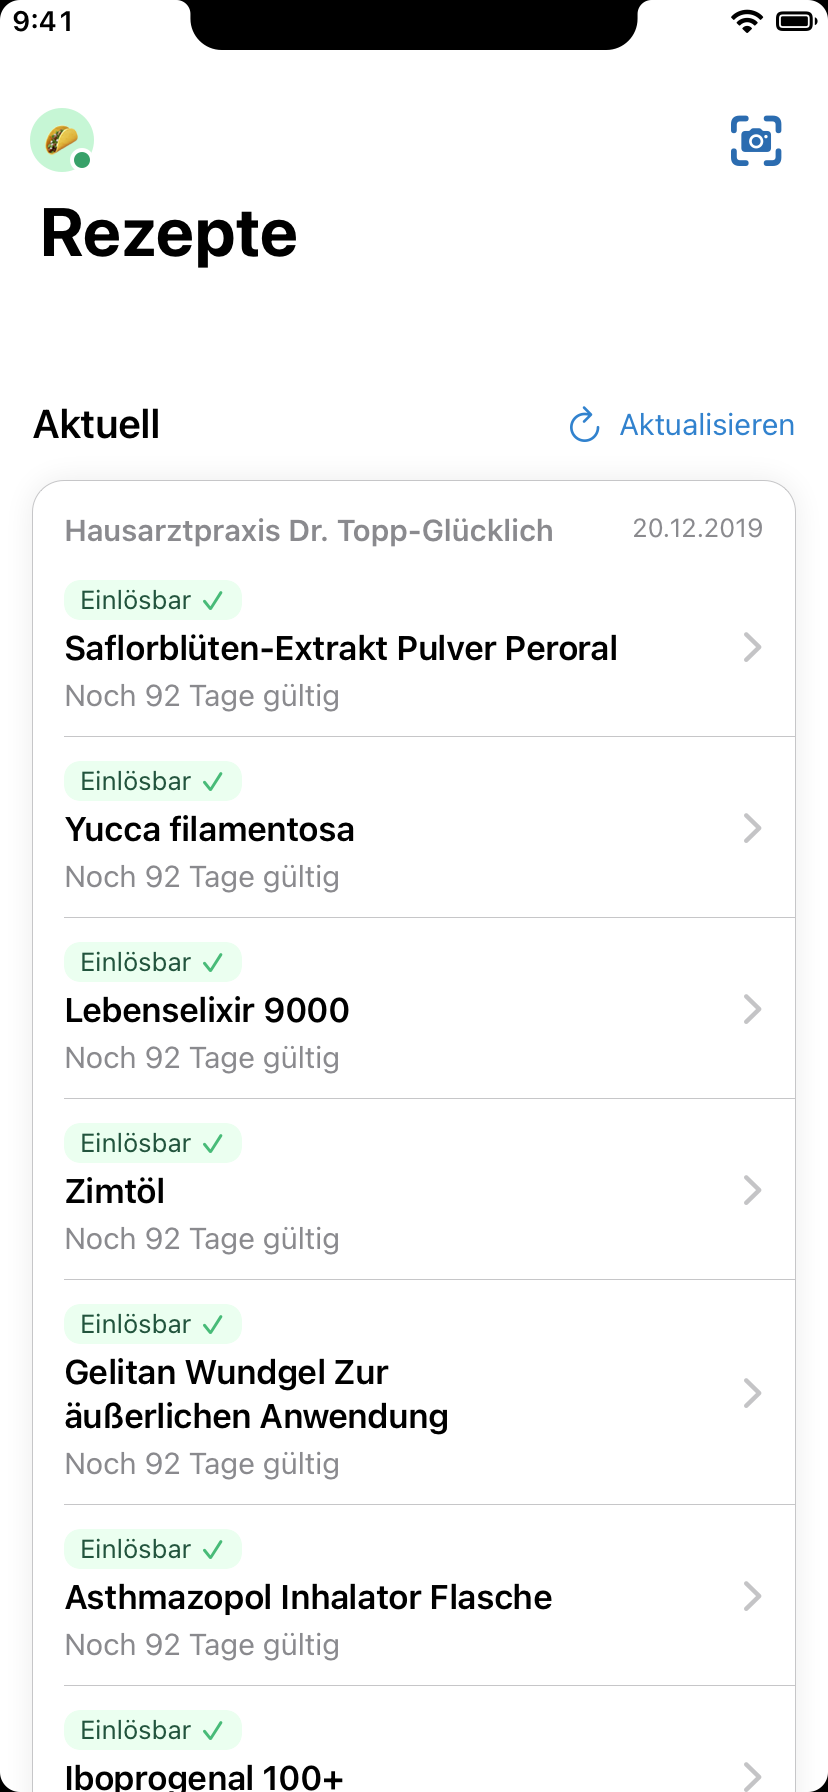 9:41
Rezepte
Aktuell
Aktualisieren
Hausarztpraxis Dr. Topp-Glücklich
20.12.2019
Einlösbar
Saflorblüten-Extrakt Pulver Peroral
Noch 92 Tage gültig
Einlösbar
Yucca filamentosa
Noch 92 Tage gültig
Einlösbar
Lebenselixir 9000
Noch 92 Tage gültig
Einlösbar
Zimtöl
Noch 92 Tage gültig
Einlösbar
Gelitan Wundgel Zur
äußerlichen Anwendung
Noch 92 Tage gültig
Einlösbar
Asthmazopol Inhalator Flasche
Noch 92 Tage gültig
Einlösbar
Iboprogenal 100+